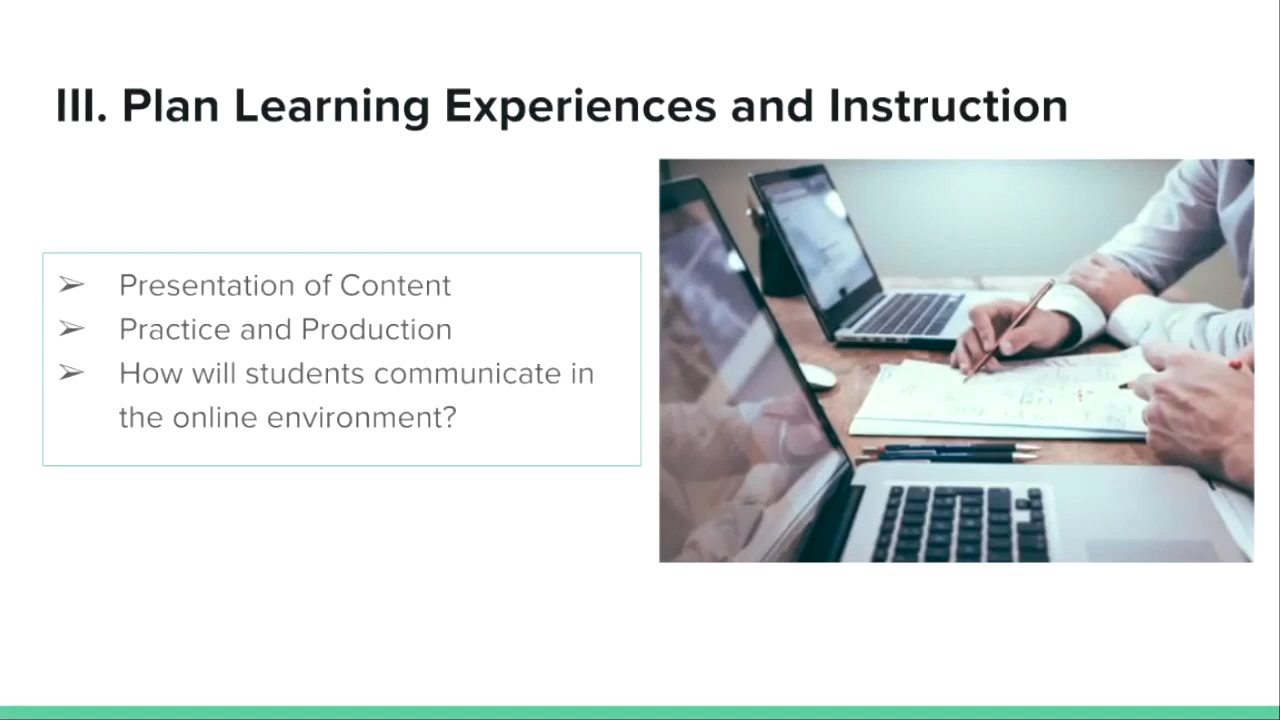 III. Plan Learning Experiences and Instruction
➢ Presentation of Content
➢ Practice and Production
➢ How will students communicate in
the online environment?